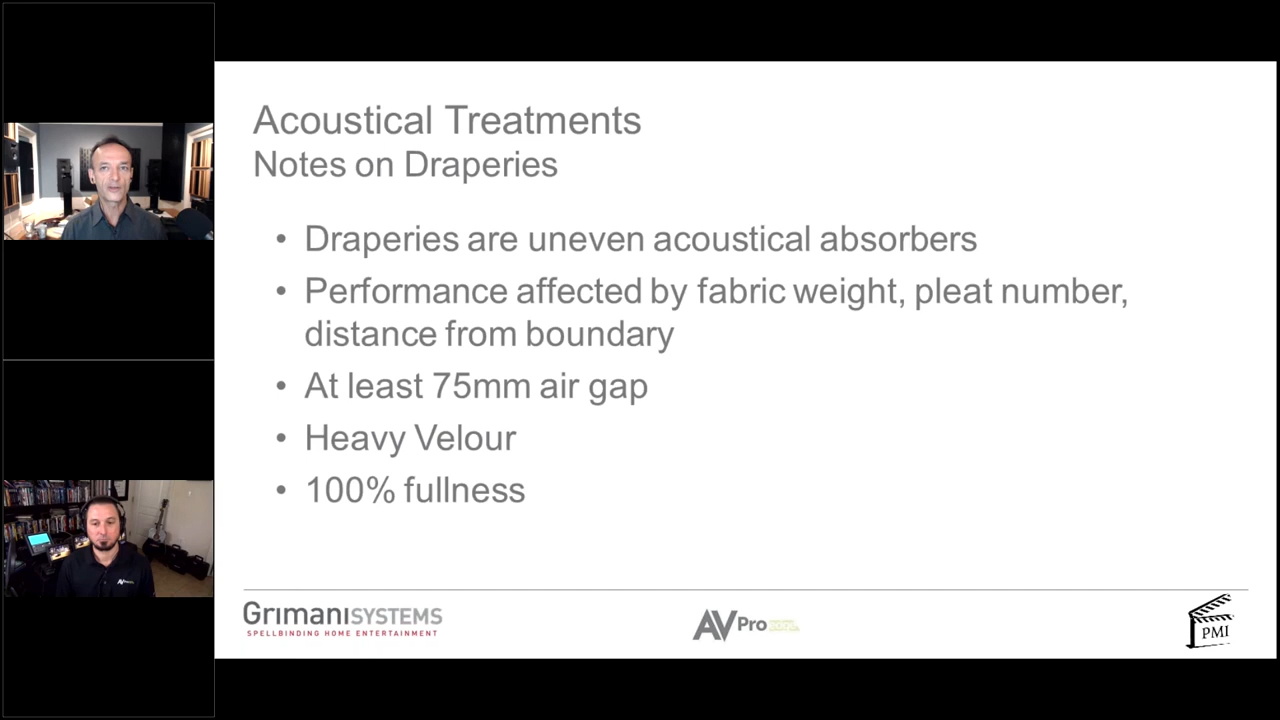 Acoustical Treatments
Notes on Draperies
• Draperies are uneven acoustical absorbers
• Performance affected by fabric weight, pleat number,
distance from boundary
• At least 75mm air gap
• Heavy Velour
• 100% fullness
GrimaniSYSTEMS
SPELLBINDING HOME ENTERTAINMENT
AVPro
PMI